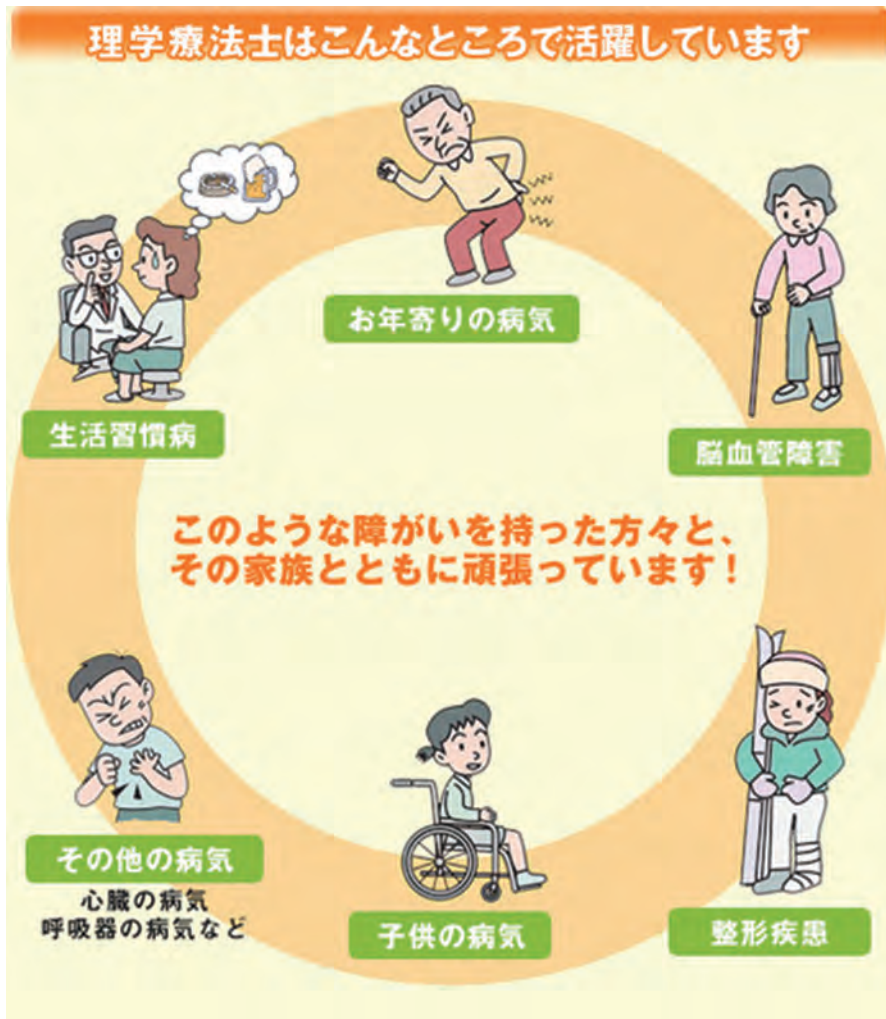 理学療法士はこんなところで活躍しています
お年寄りの病気
生活習慣病
脳血管障害
このような障がいを持った方々と、
その家族とともに頑張っています！
その他の病気
心臓の病気
呼吸器の病気など
子供の病気
整形疾患